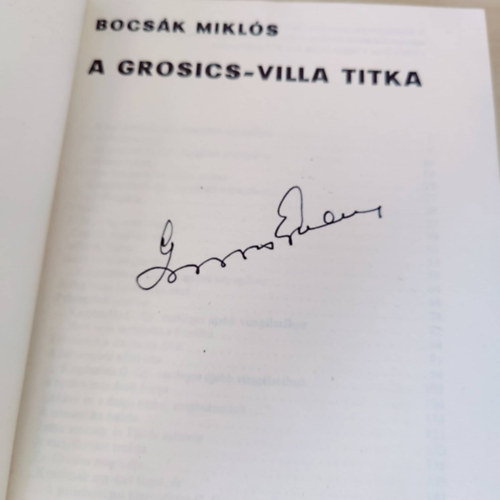 BOCSÁK MIKLÓS
A GROSICS-VILLA TITKA